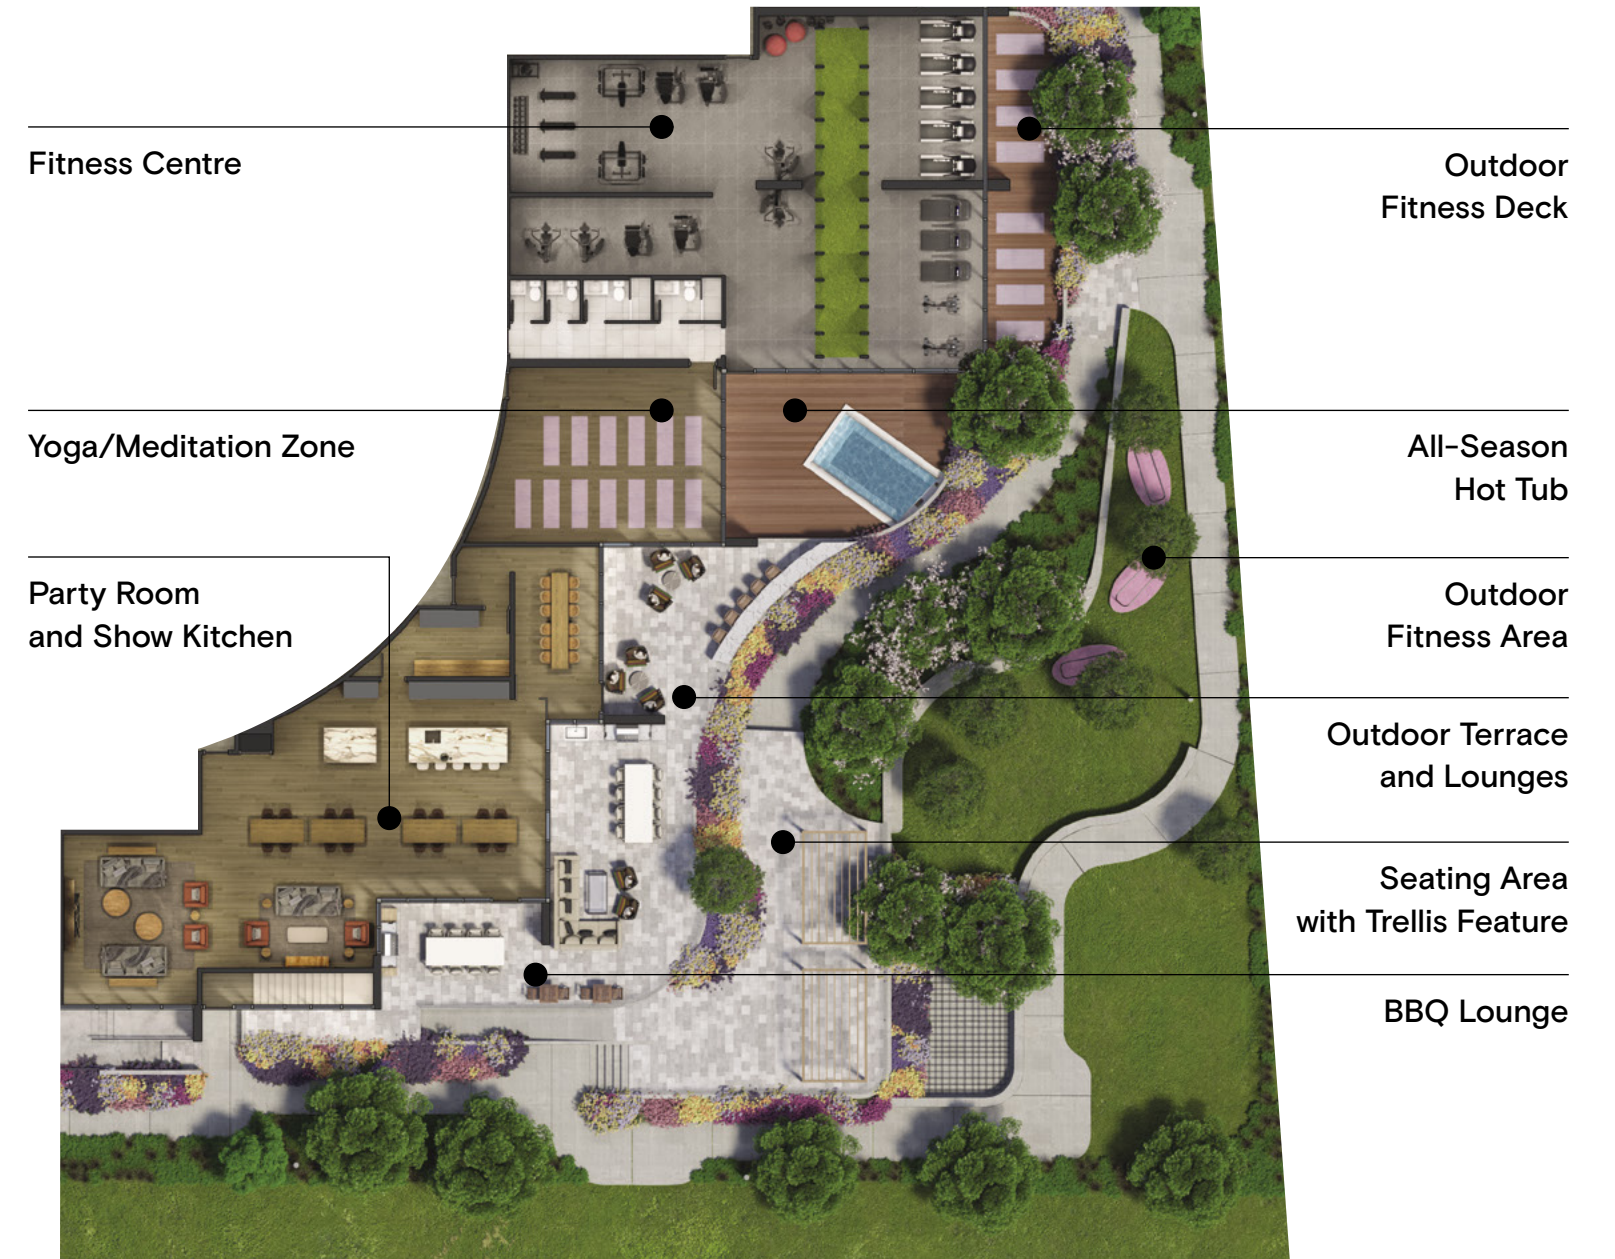 Fitness Centre
Yoga/Meditation Zone
Party Room
and Show Kitchen
Outdoor
Fitness Deck
All-Season
Hot Tub
Outdoor
Fitness Area
Outdoor Terrace
and Lounges
Seating Area
with Trellis Feature
BBQ Lounge